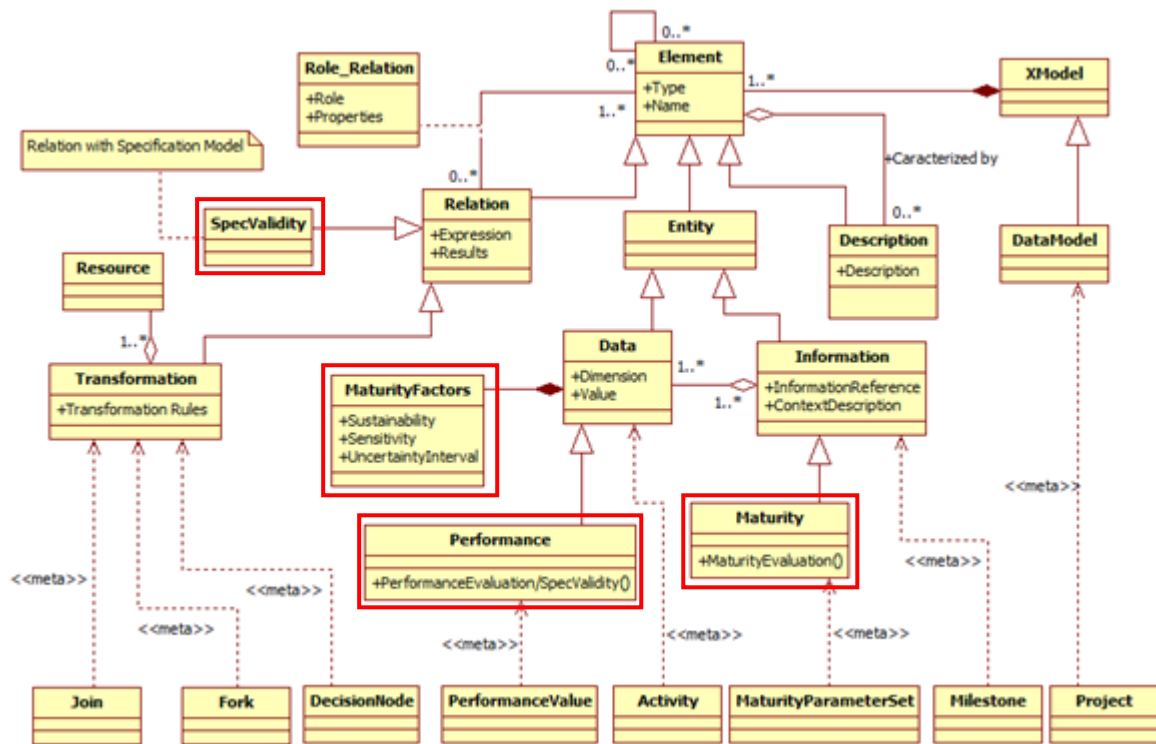 0..*
Element
+Type
+Name
0..*
1..*
1..*
XModel
Role_Relation
+Role
+Properties
Relation with Specification Model
+Caracterized by
0..*
0..*
SpecValidity
Relation
+Expression
+Results
Entity
Description
+Description
DataModel
Resource
1..*
Transformation
+Transformation Rules
MaturityFactors
+Sustainability
+Sensitivity
+UncertaintyInterval
Data
+Dimension
+Value
1..*
1..*
Information
+InformationReference
+ContextDescription
<<meta>>
Performance
+PerformanceEvaluation/SpecValidity()
Maturity
+MaturityEvaluation()
<<meta>>
<<meta>>
<<meta>>
<<meta>>
<<meta>>
<<meta>>
<<meta>>
Join
Fork
DecisionNode
PerformanceValue
Activity
MaturityParameterSet
Milestone
Project